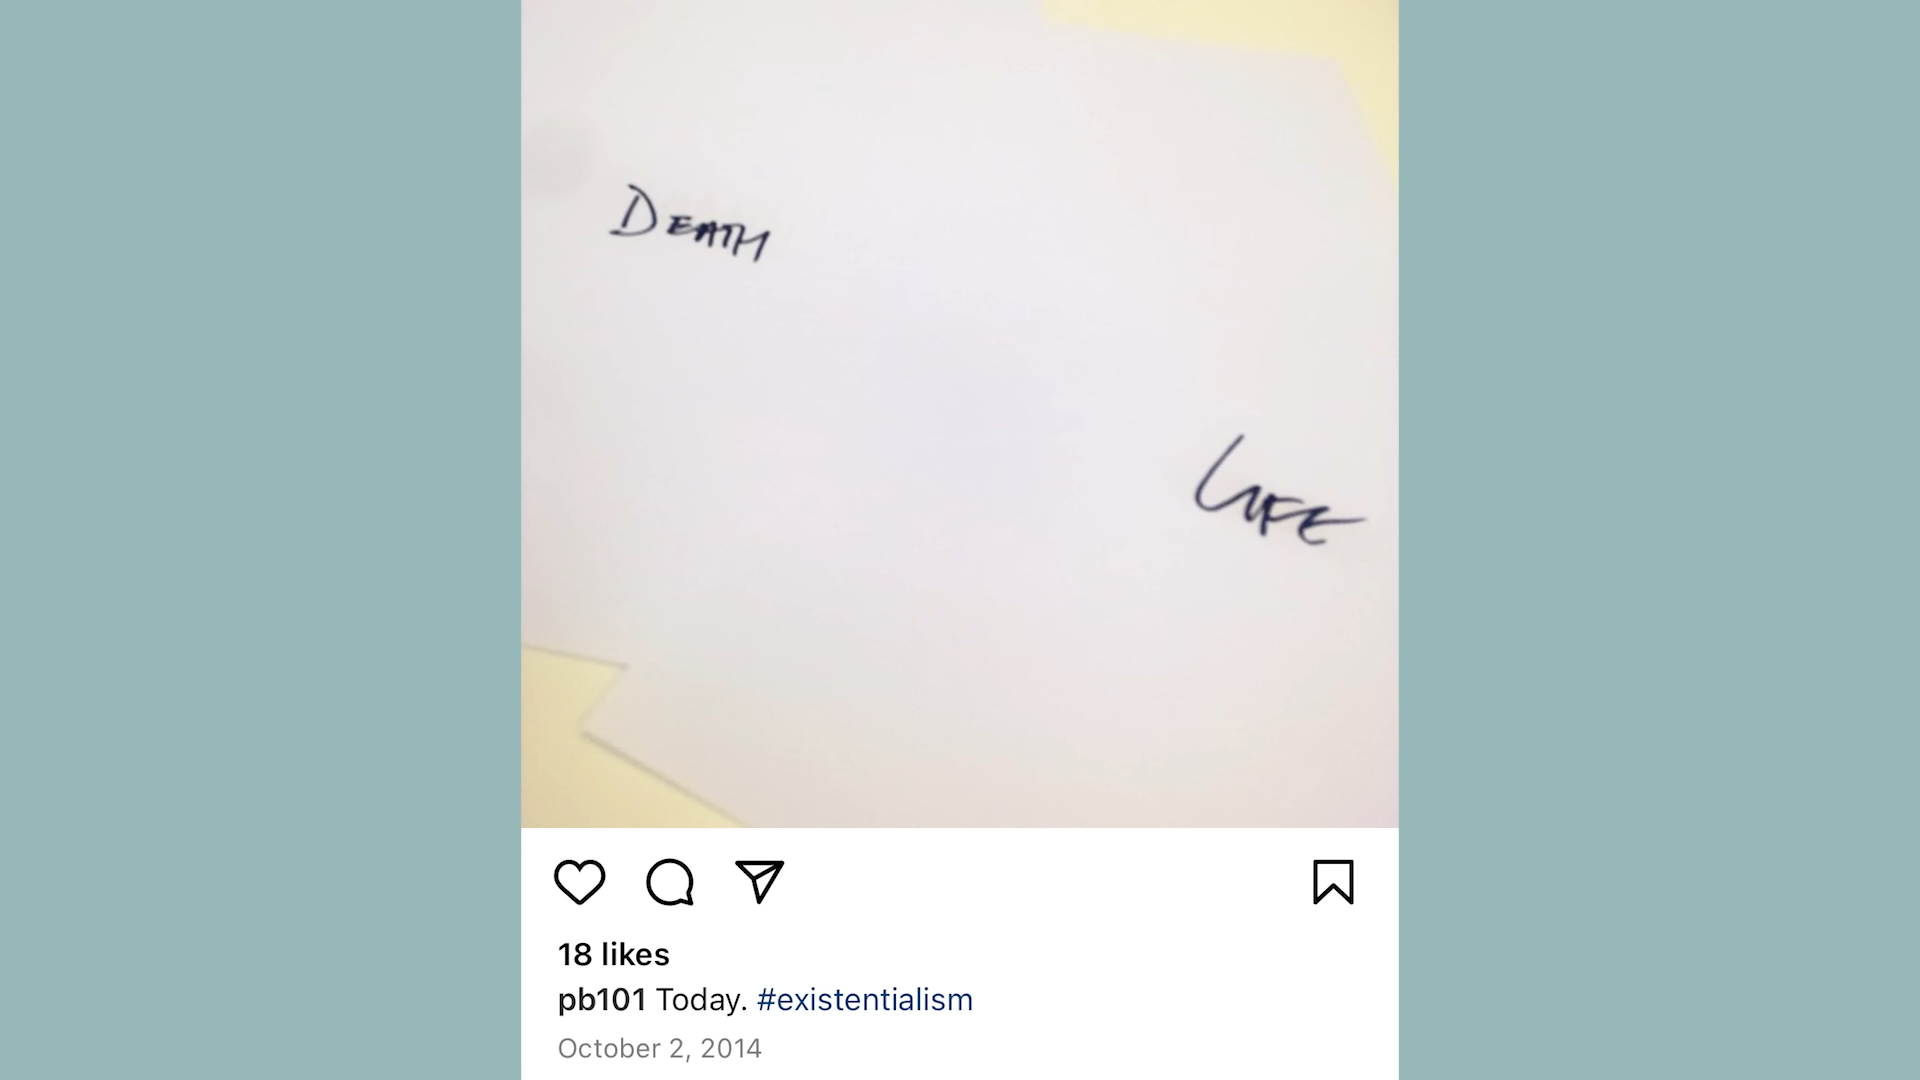 DEATH
LIFE
18 likes
pb101 Today. #existentialism
October 2, 2014